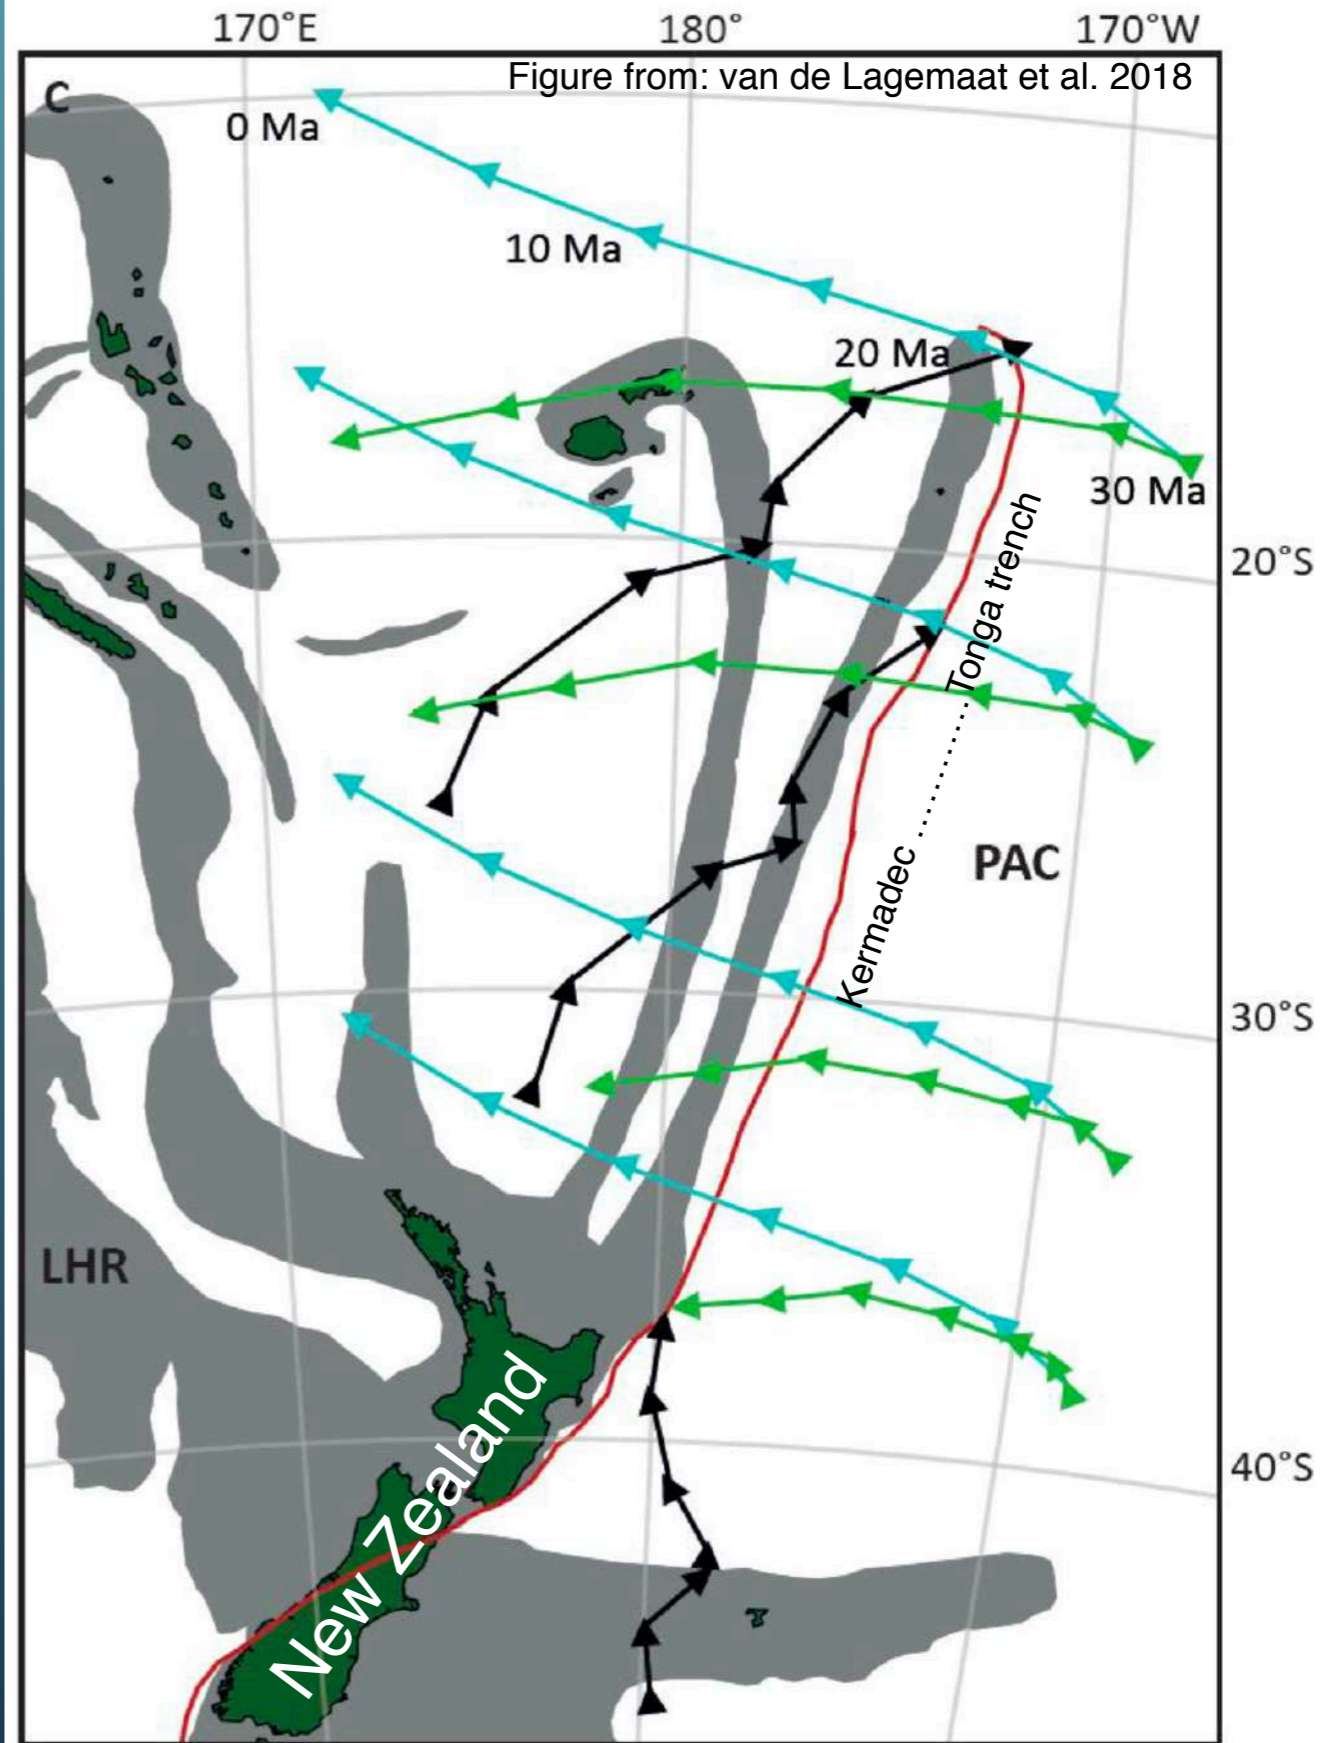 170°E 180° 170°W
Figure from: van de Lagemaat et al. 2018
C
0 Ma
10 Ma
20 Ma
30 Ma
20°S
Kermadec ........... Tonga trench
PAC
30°S
LHR
New Zealand
40°S